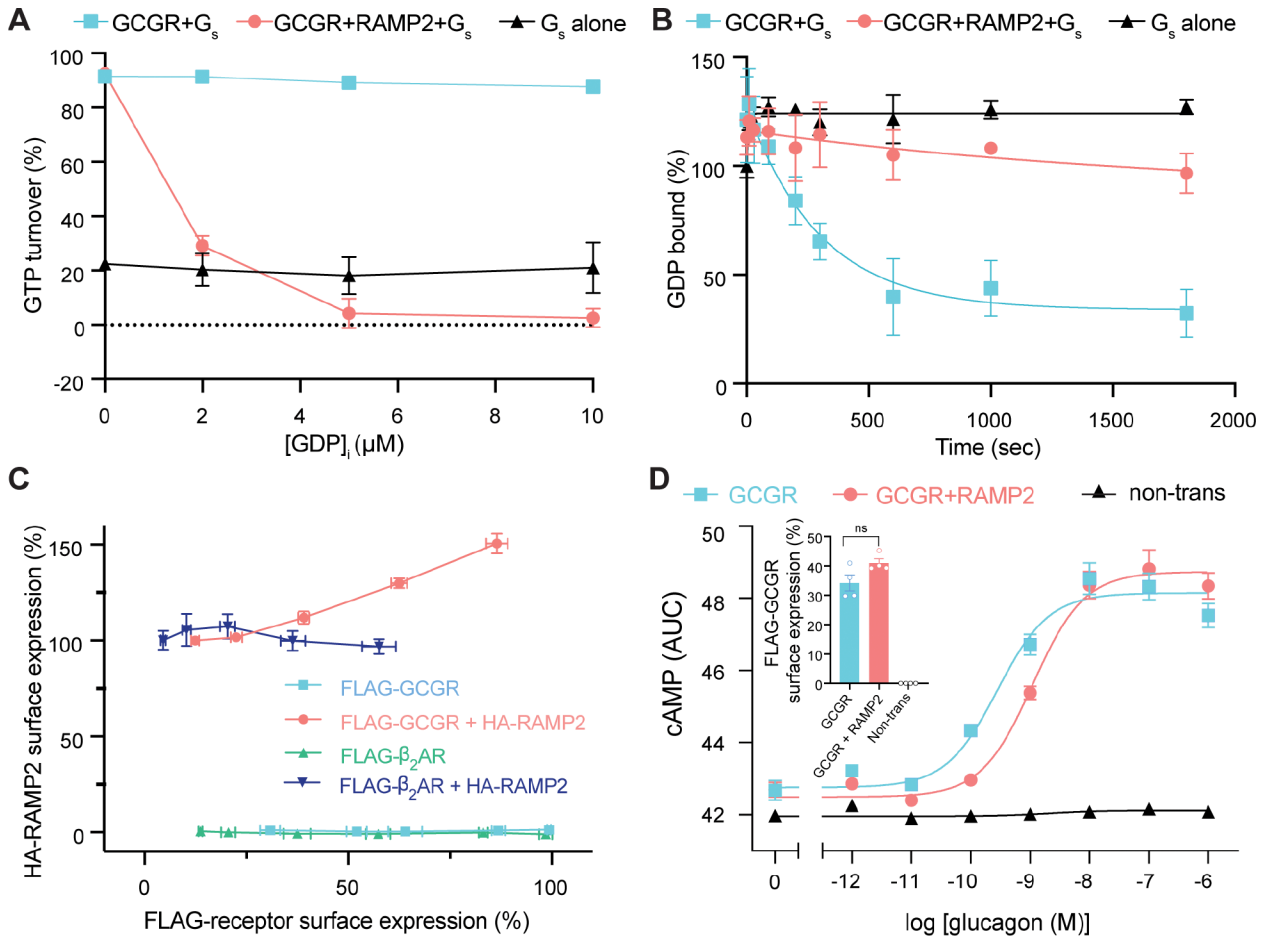 A
GCGR+Gs GCGR+RAMP2+Gs Gs alone
GTP turnover (%)
100
80
60
40
20
0
-20
0 2 4 6 8 10
[GDP]i (μM)
B
GCGR+Gs GCGR+RAMP2+Gs Gs alone
GDP bound (%)
150
100
50
0
0 500 1000 1500 2000
Time (sec)
C
HA-RAMP2 surface expression (%)
150
100
50
0
FLAG-GCGR
FLAG-GCGR + HA-RAMP2
FLAG-β2AR
FLAG-β2AR + HA-RAMP2
0 50 100
FLAG-receptor surface expression (%)
D
GCGR GCGR+RAMP2 non-trans
cAMP (AUC)
50
48
46
44
42
FLAG-GCGR
surface expression (%)
50
40
30
20
10
0
ns
GCGR
GCGR + RAMP2
Non-trans
0 -12 -11 -10 -9 -8 -7 -6
log [glucagon (M)]